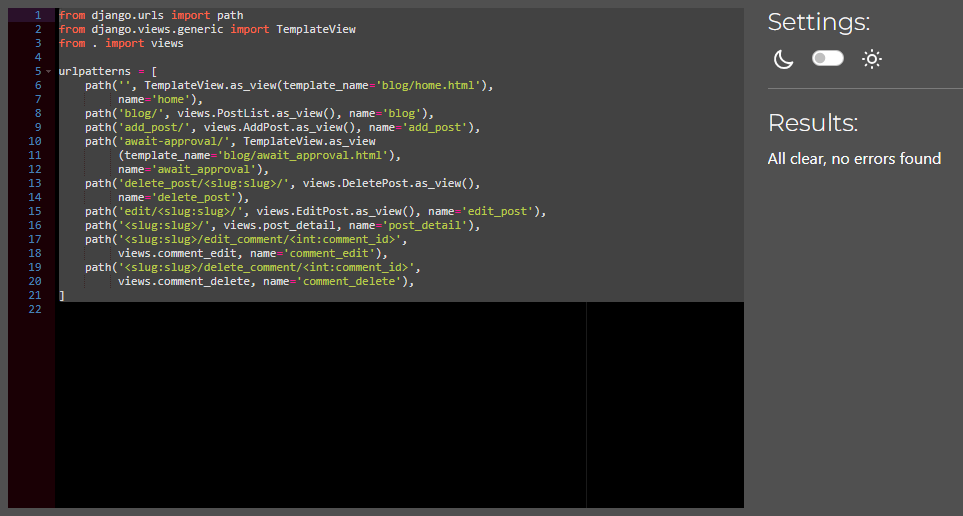 1 from django.urls import path
2 from django.views.generic import TemplateView
3 from . import views
4
5 urlpatterns = [
6     path('', TemplateView.as_view(template_name='blog/home.html'),
7          name='home'),
8     path('blog/', views.PostList.as_view(), name='blog'),
9     path('add_post/', views.AddPost.as_view(), name='add_post'),
10     path('await-approval/', TemplateView.as_view
11          (template_name='blog/await_approval.html'),
12          name='await_approval'),
13     path('delete_post/<slug:slug>/', views.DeletePost.as_view(),
14          name='delete_post'),
15     path('edit/<slug:slug>/', views.EditPost.as_view(), name='edit_post'),
16     path('<slug:slug>/', views.post_detail, name='post_detail'),
17     path('<slug:slug>/edit_comment/<int:comment_id>',
18          views.comment_edit, name='comment_edit'),
19     path('<slug:slug>/delete_comment/<int:comment_id>',
20          views.comment_delete, name='comment_delete'),
21 ]
22
Settings:
Results:
All clear, no errors found